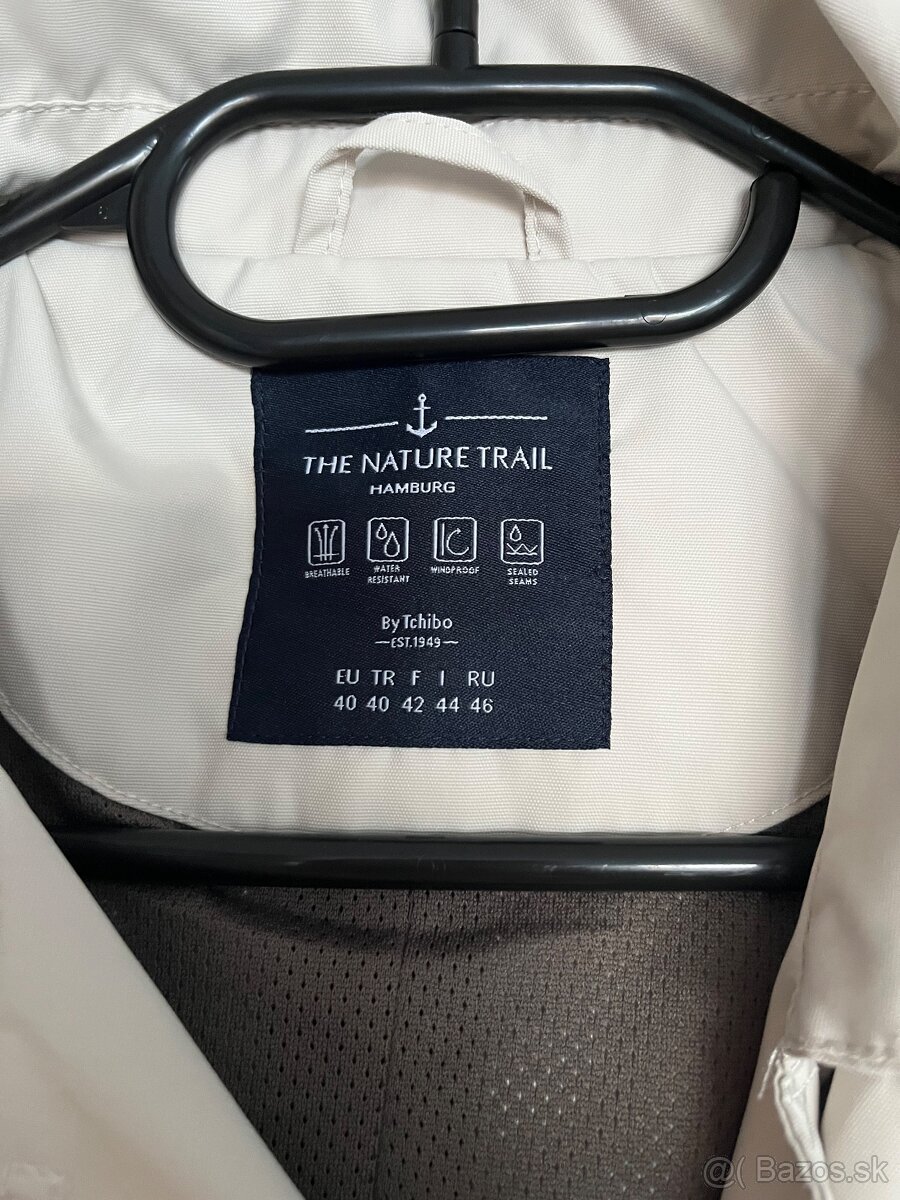 THE NATURE TRAIL
HAMBURG
BREATHABLE
WATER
RESISTANT
WINDPROOF
SEALED
SEAMS
By Tchibo
EST.1949
EU TR F I RU
40 40 42 44 46
@( Bazos.sk